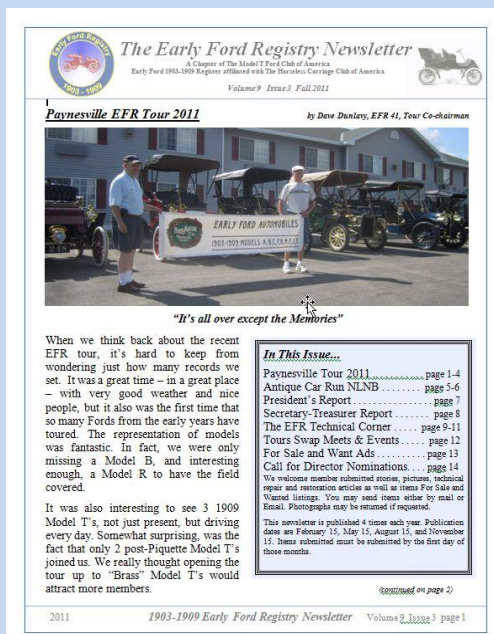 Early Ford Registry
1903 - 1909
The Early Ford Registry Newsletter
A Chapter of The Model T Ford Club of America
Early Ford 1903-1909 Register affiliated with The Horseless Carriage Club of America
Volume 9 Issue 3 Fall 2011
Paynesville EFR Tour 2011
by Dave Dunlavy, EFR 41, Tour Co-chairman
EARLY FORD AUTOMOBILES
1903-1909 MODELS
"It's all over except the Memories"
When we think back about the recent
EFR tour, it's hard to keep from
wondering just how many records we
set. It was a great time – in a great place
– with very good weather and nice
people, but it also was the first time that
so many Fords from the early years have
toured. The representation of models
was fantastic. In fact, we were only
missing a Model B, and interesting
enough, a Model R to have the field
covered.
It was also interesting to see 3 1909
Model T's, not just present, but driving
every day. Somewhat surprising, was the
fact that only 2 post-Piquette Model T's
joined us. We really thought opening the
tour up to "Brass" Model T's would
attract more members.
In This Issue...
Paynesville Tour 2011............ page 1-4
Antique Car Run NLNB........ page 5-6
President's Report.................. page 7
Secretary-Treasurer Report ....... page 8
The EFR Technical Corner ..... page 9-11
Tours Swap Meets & Events..... page 12
For Sale and Want Ads.......... page 13
Call for Director Nominations.... page 14
We welcome member submitted stories, pictures, technical
repair and restoration articles as well as items For Sale and
Wanted listings. You may send items either by mail or
Email. Photographs may be returned if requested.
This newsletter is published 4 times each year. Publication
dates are February 15, May 15, August 15, and November
15. Items submitted must be submitted by the first day of
those months.
(continued on page 2)
2011 1903-1909 Early Ford Registry Newsletter Volume 9 Issue 3 page 1